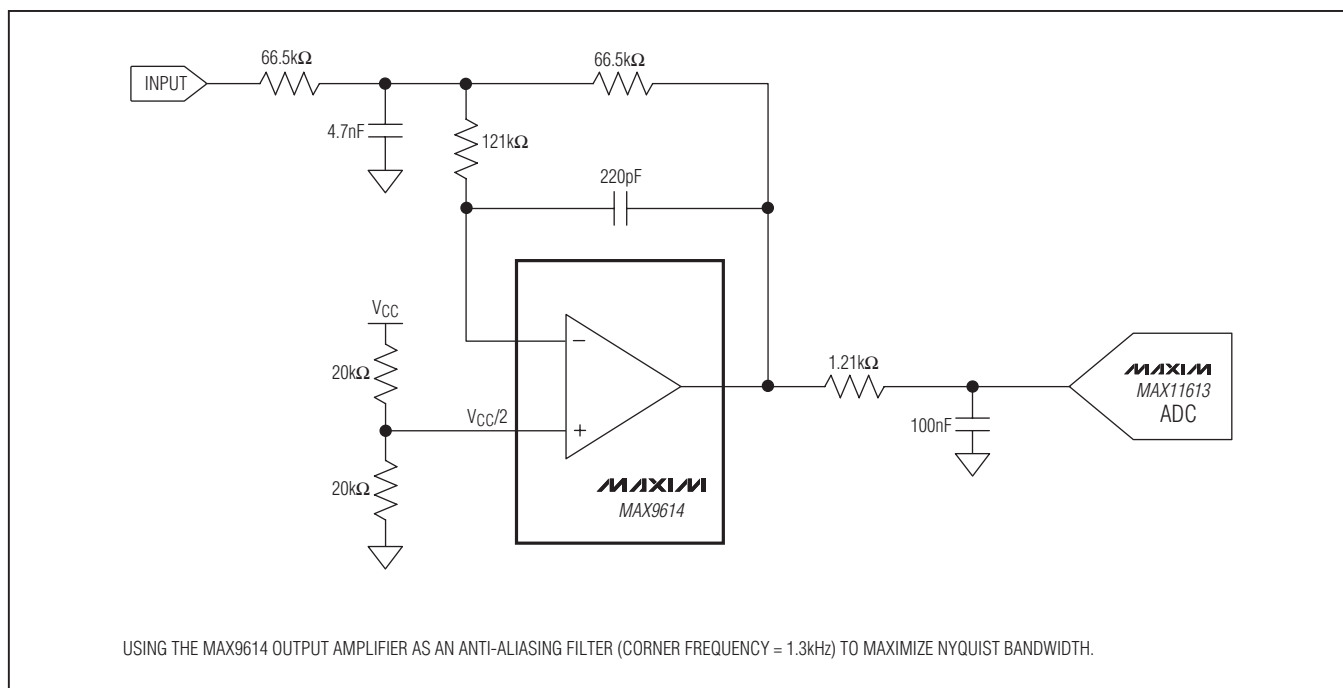 66.5kΩ
66.5kΩ
INPUT
4.7nF
121kΩ
220pF
VCC
20kΩ
VCC/2
20kΩ
MAXIM
MAX9614
1.21kΩ
100nF
MAXIM
MAX11613
ADC
USING THE MAX9614 OUTPUT AMPLIFIER AS AN ANTI-ALIASING FILTER (CORNER FREQUENCY = 1.3kHz) TO MAXIMIZE NYQUIST BANDWIDTH.